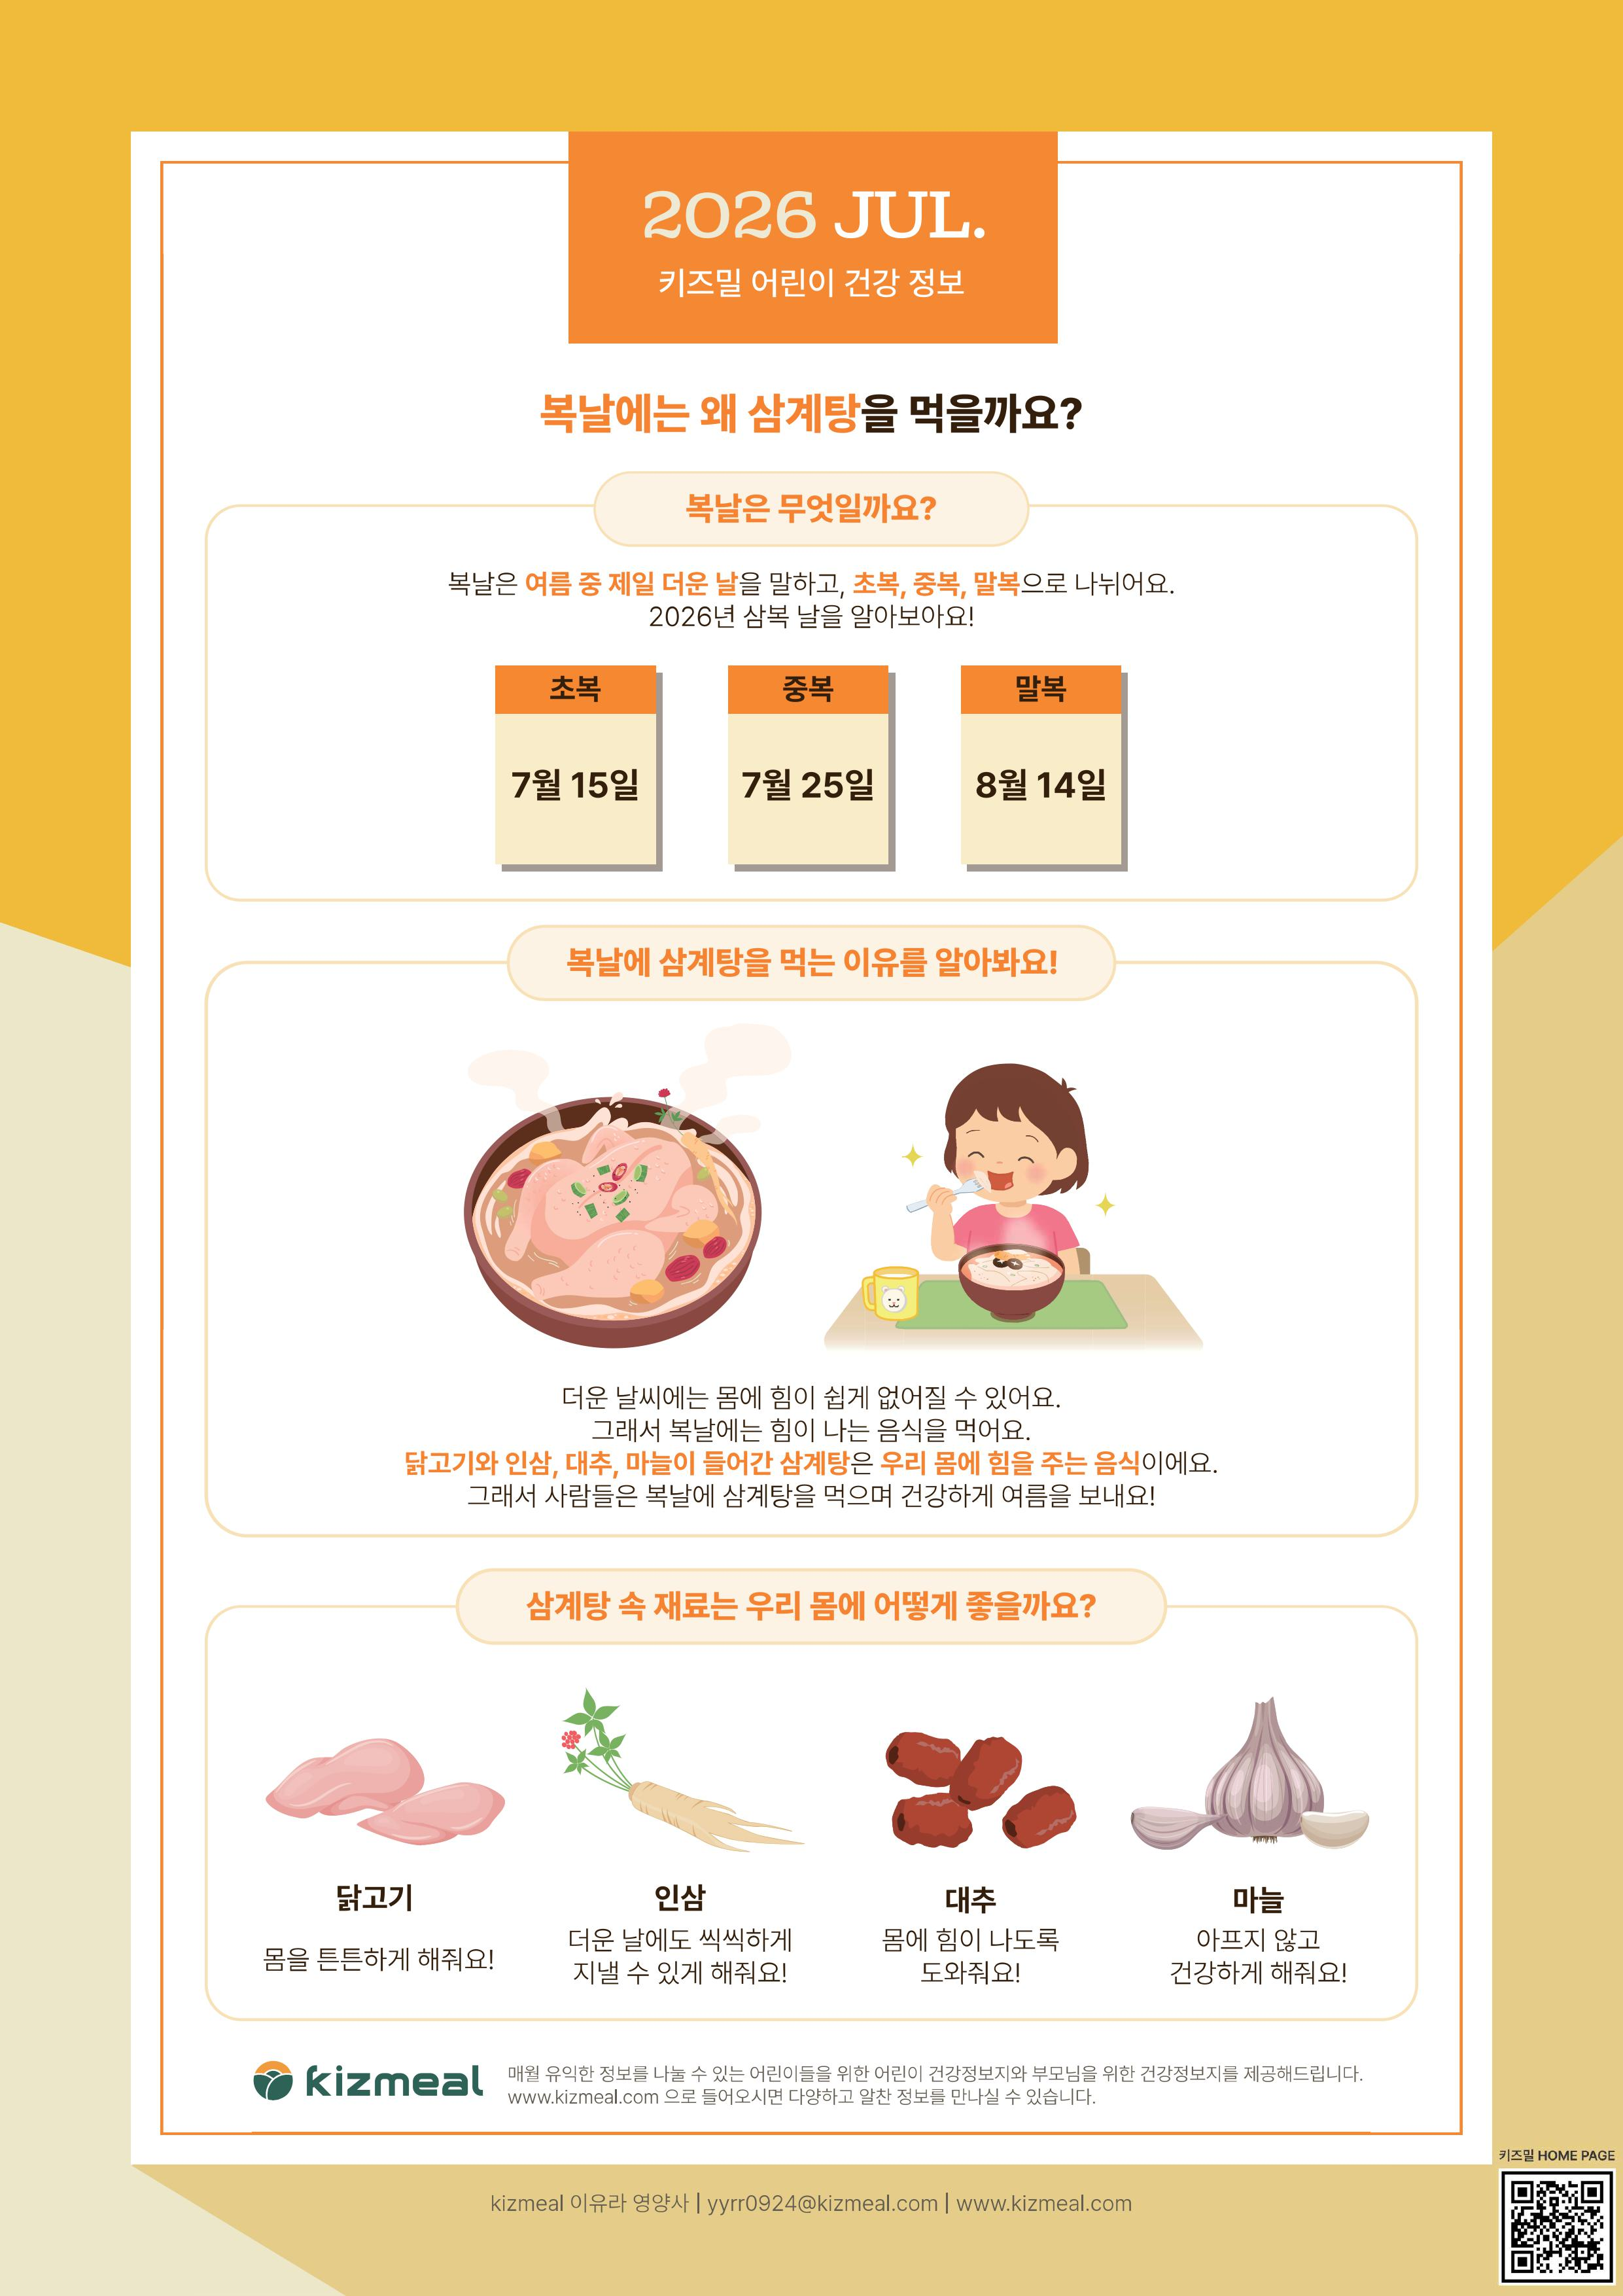 2026 JUL.
키즈밀 어린이 건강 정보
복날에는 왜 삼계탕을 먹을까요?
복날은 무엇일까요?
복날은 여름 중 제일 더운 날을 말하고, 초복, 중복, 말복으로 나뉘어요.
2026년 삼복 날을 알아보아요!
초복
7월 15일
중복
7월 25일
말복
8월 14일
복날에 삼계탕을 먹는 이유를 알아봐요!
더운 날씨에는 몸에 힘이 쉽게 없어질 수 있어요.
그래서 복날에는 힘이 나는 음식을 먹어요.
닭고기와 인삼, 대추, 마늘이 들어간 삼계탕은 우리 몸에 힘을 주는 음식이에요.
그래서 사람들은 복날에 삼계탕을 먹으며 건강하게 여름을 보내요!
삼계탕 속 재료는 우리 몸에 어떻게 좋을까요?
닭고기
몸을 튼튼하게 해줘요!
인삼
더운 날에도 씩씩하게
지낼 수 있게 해줘요!
대추
몸에 힘이 나도록
도와줘요!
마늘
아프지 않고
건강하게 해줘요!
kizmeal
매월 유익한 정보를 나눌 수 있는 어린이들을 위한 어린이 건강정보지와 부모님을 위한 건강정보지를 제공해드립니다.
www.kizmeal.com 으로 들어오시면 다양하고 알찬 정보를 만나실 수 있습니다.
키즈밀 HOME PAGE
kizmeal 이유라 영양사 | yyrr0924@kizmeal.com | www.kizmeal.com